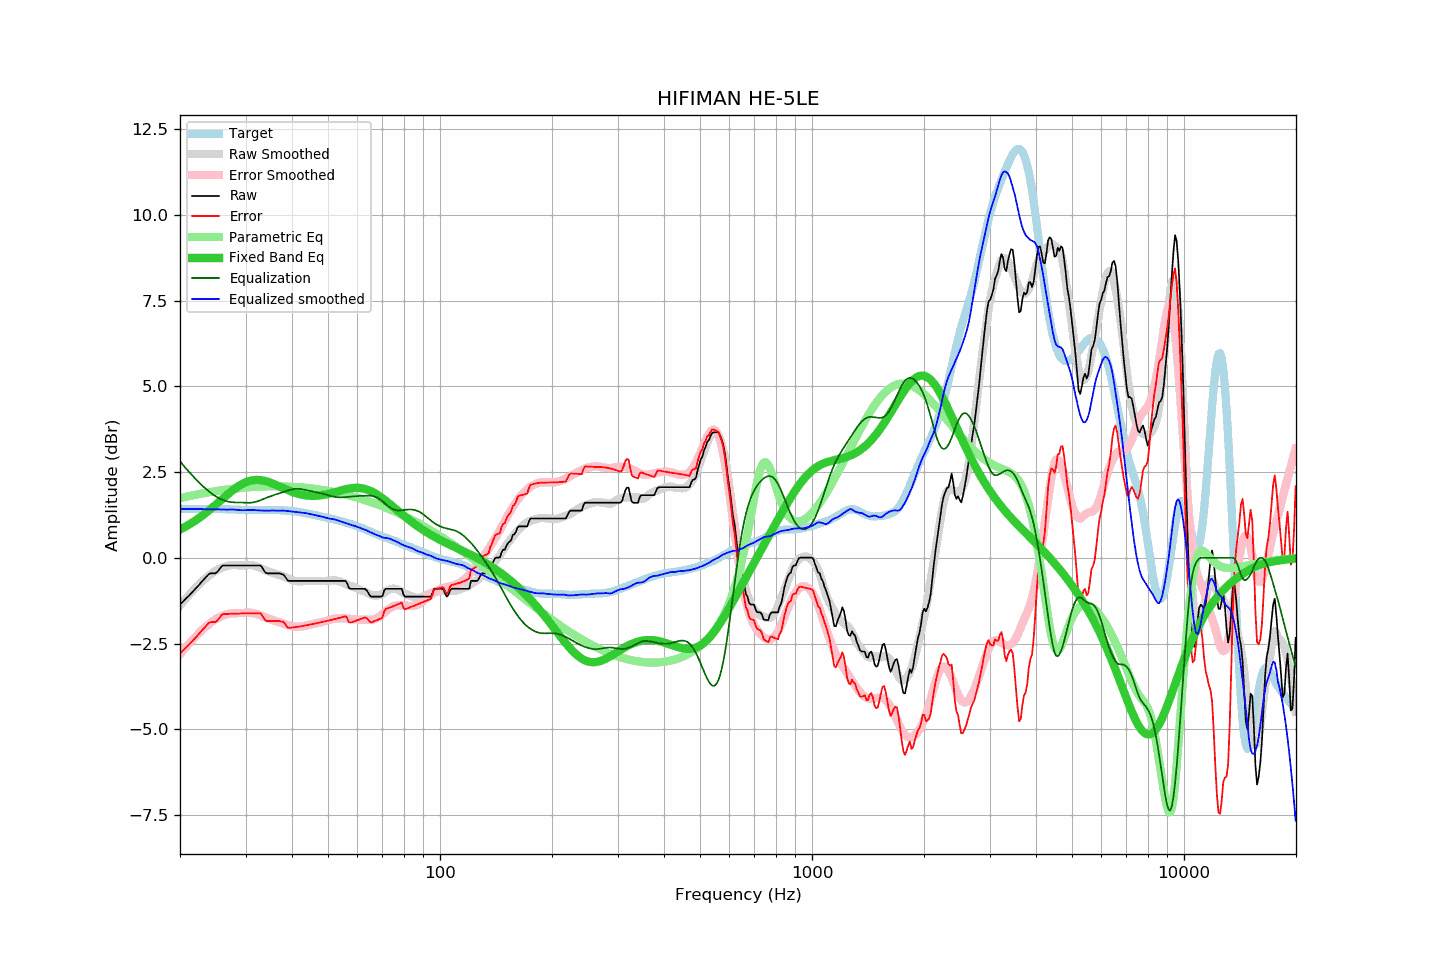 HIFIMAN HE-5LE
Target
Raw Smoothed
Error Smoothed
Raw
Error
Parametric Eq
Fixed Band Eq
Equalization
Equalized smoothed
Amplitude (dBr)
12.5
10.0
7.5
5.0
2.5
0.0
−2.5
−5.0
−7.5
100
1000
10000
Frequency (Hz)